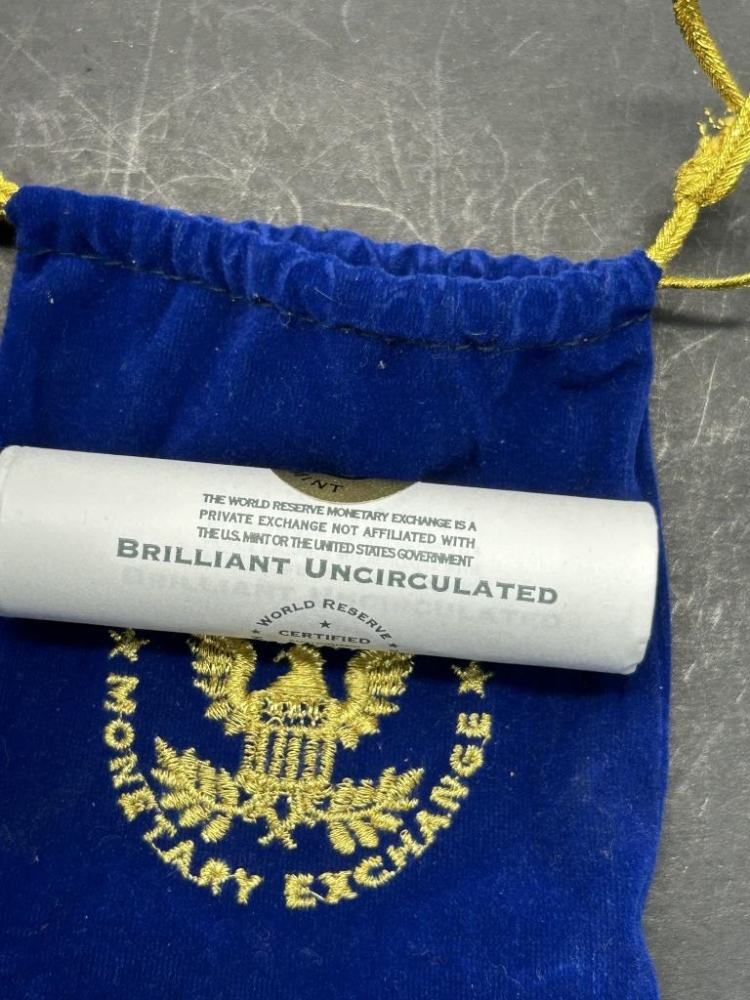 THE WORLD RESERVE MONETARY EXCHANGE IS A
PRIVATE EXCHANGE NOT AFFILIATED WITH
THE U.S. MINT OR THE UNITED STATES GOVERNMENT
BRILLIANT UNCIRCULATED
WORLD RESERVE
CERTIFIED
MONETARY EXCHANGE